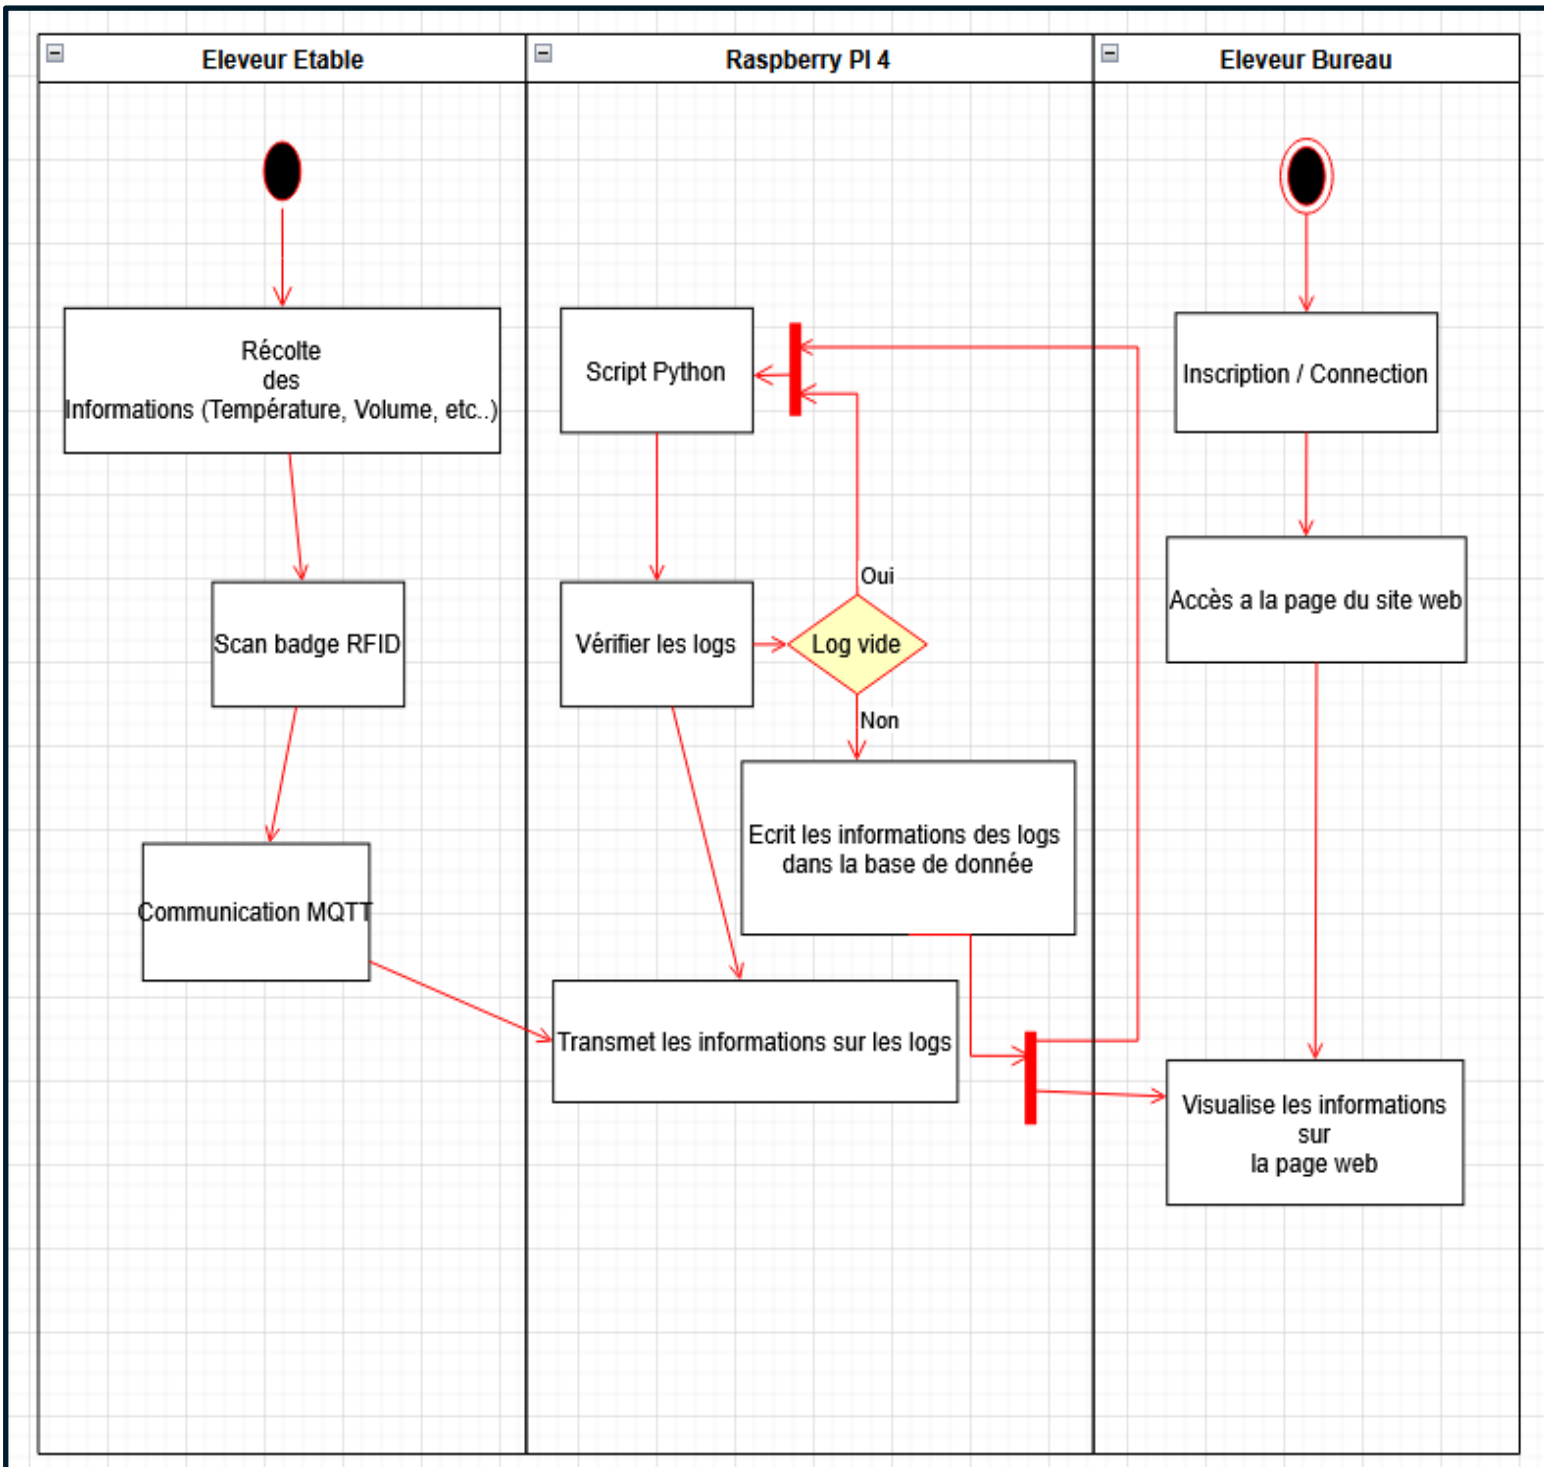 Eleveur Etable
Raspberry PI 4
Eleveur Bureau
Récolte
des
Informations (Température, Volume, etc..)
Scan badge RFID
Communication MQTT
Script Python
Vérifier les logs
Oui
Log vide
Non
Ecrit les informations des logs
dans la base de donnée
Transmet les informations sur les logs
Inscription / Connection
Accès a la page du site web
Visualise les informations
sur
la page web